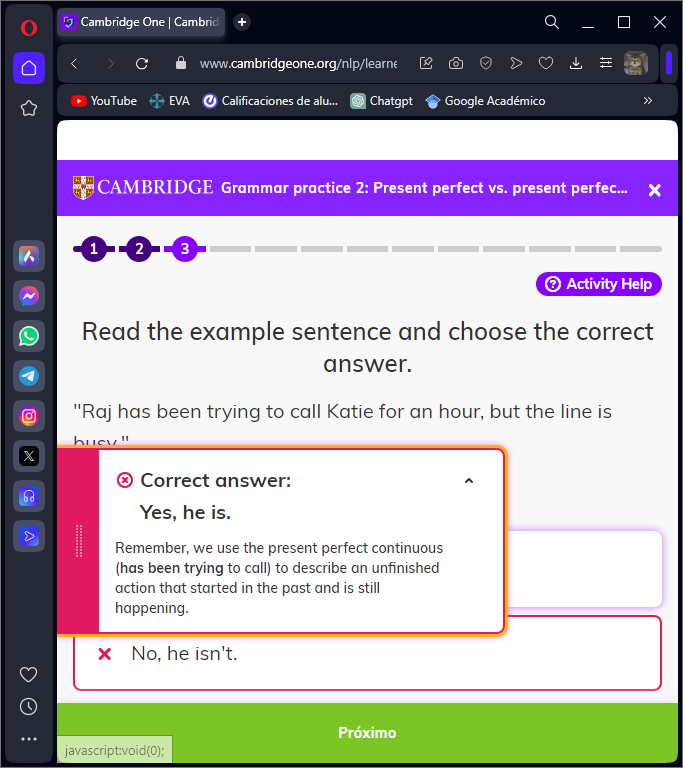 Cambridge One | Cambrid
www.cambridgeone.org/nlp/learne
YouTube
EVA
Calificaciones de alu...
Chatgpt
Google Académico
»
CAMBRIDGE
Grammar practice 2: Present perfect vs. present perfec...
1
2
3
Activity Help
Read the example sentence and choose the correct
answer.
"Raj has been trying to call Katie for an hour, but the line is
busy."
Correct answer:
Yes, he is.
Remember, we use the present perfect continuous
(has been trying to call) to describe an unfinished
action that started in the past and is still
happening.
No, he isn't.
Próximo
javascript:void(0);